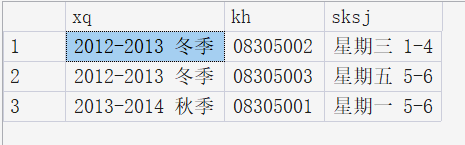 xq kh sksj
1 2012-2013 冬季 08305002 星期三 1-4
2 2012-2013 冬季 08305003 星期五 5-6
3 2013-2014 秋季 08305001 星期一 5-6